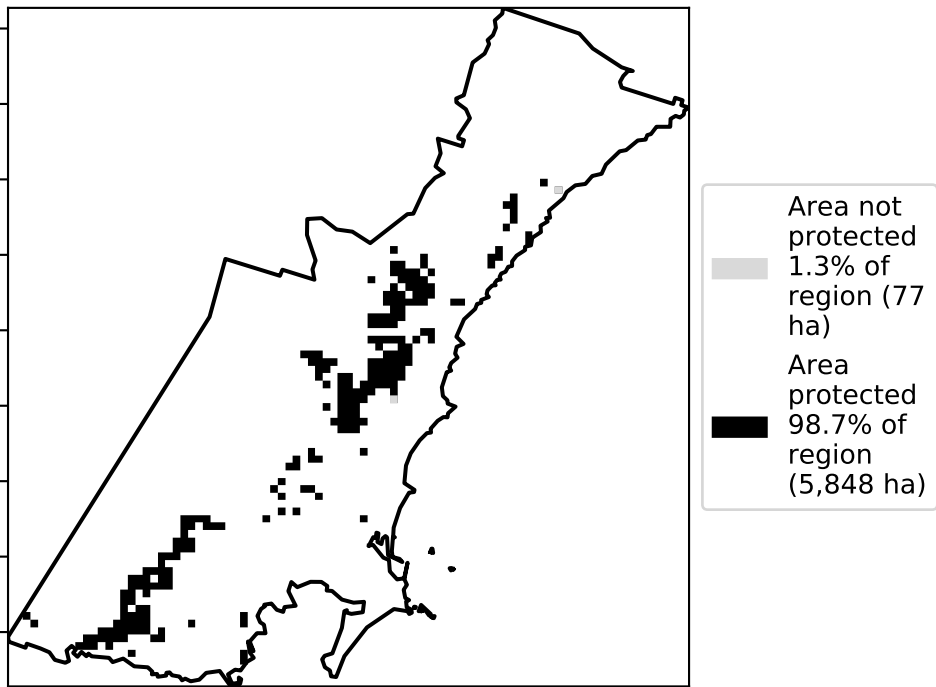 Area not
protected
1.3% of
region (77
ha)
Area
protected
98.7% of
region
(5,848 ha)